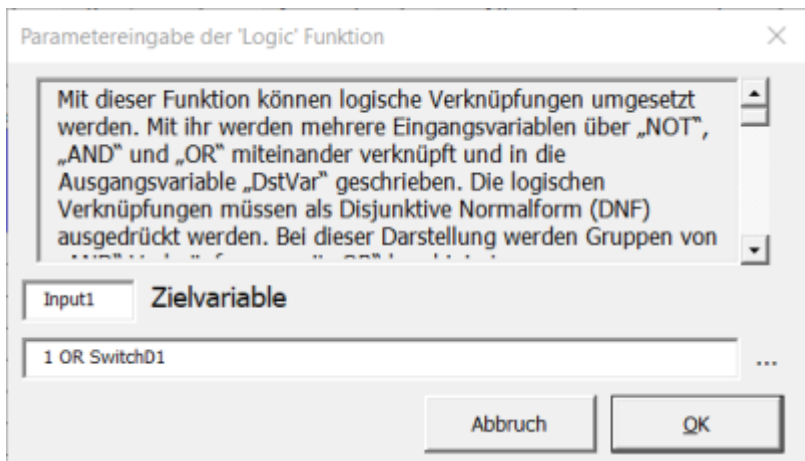 Parametereingabe der 'Logic' Funktion
Mit dieser Funktion können logische Verknüpfungen umgesetzt
werden. Mit ihr werden mehrere Eingangsvariablen über „NOT",
„AND" und „OR" miteinander verknüpft und in die
Ausgangsvariable „DstVar" geschrieben. Die logischen
Verknüpfungen müssen als Disjunktive Normalform (DNF)
ausgedrückt werden. Bei dieser Darstellung werden Gruppen von
Input1 Zielvariable
1 OR SwitchD1 ...
Abbruch OK